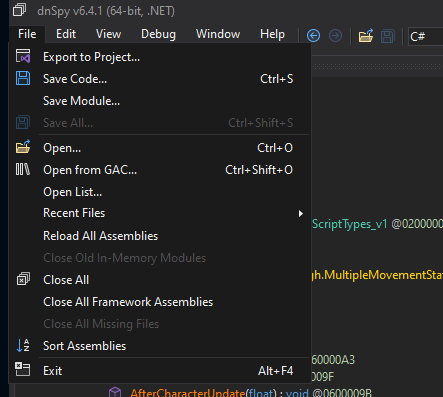 dnSpy v6.4.1 (64-bit, .NET)
File Edit View Debug Window Help C#
Export to Project...
Save Code... Ctrl+S
Save Module...
Save All... Ctrl+Shift+S
Open... Ctrl+O
Open from GAC... Ctrl+Shift+O
Open List...
Recent Files
ScriptTypes_v1 @0200000
Reload All Assemblies
Close Old In-Memory Modules
gh.MultipleMovementStat
Close All
Close All Framework Assemblies
Close All Missing Files
Sort Assemblies
60000A3
Exit Alt+F4
009F
AfterCharacterUpdate(float) : void @0600009B